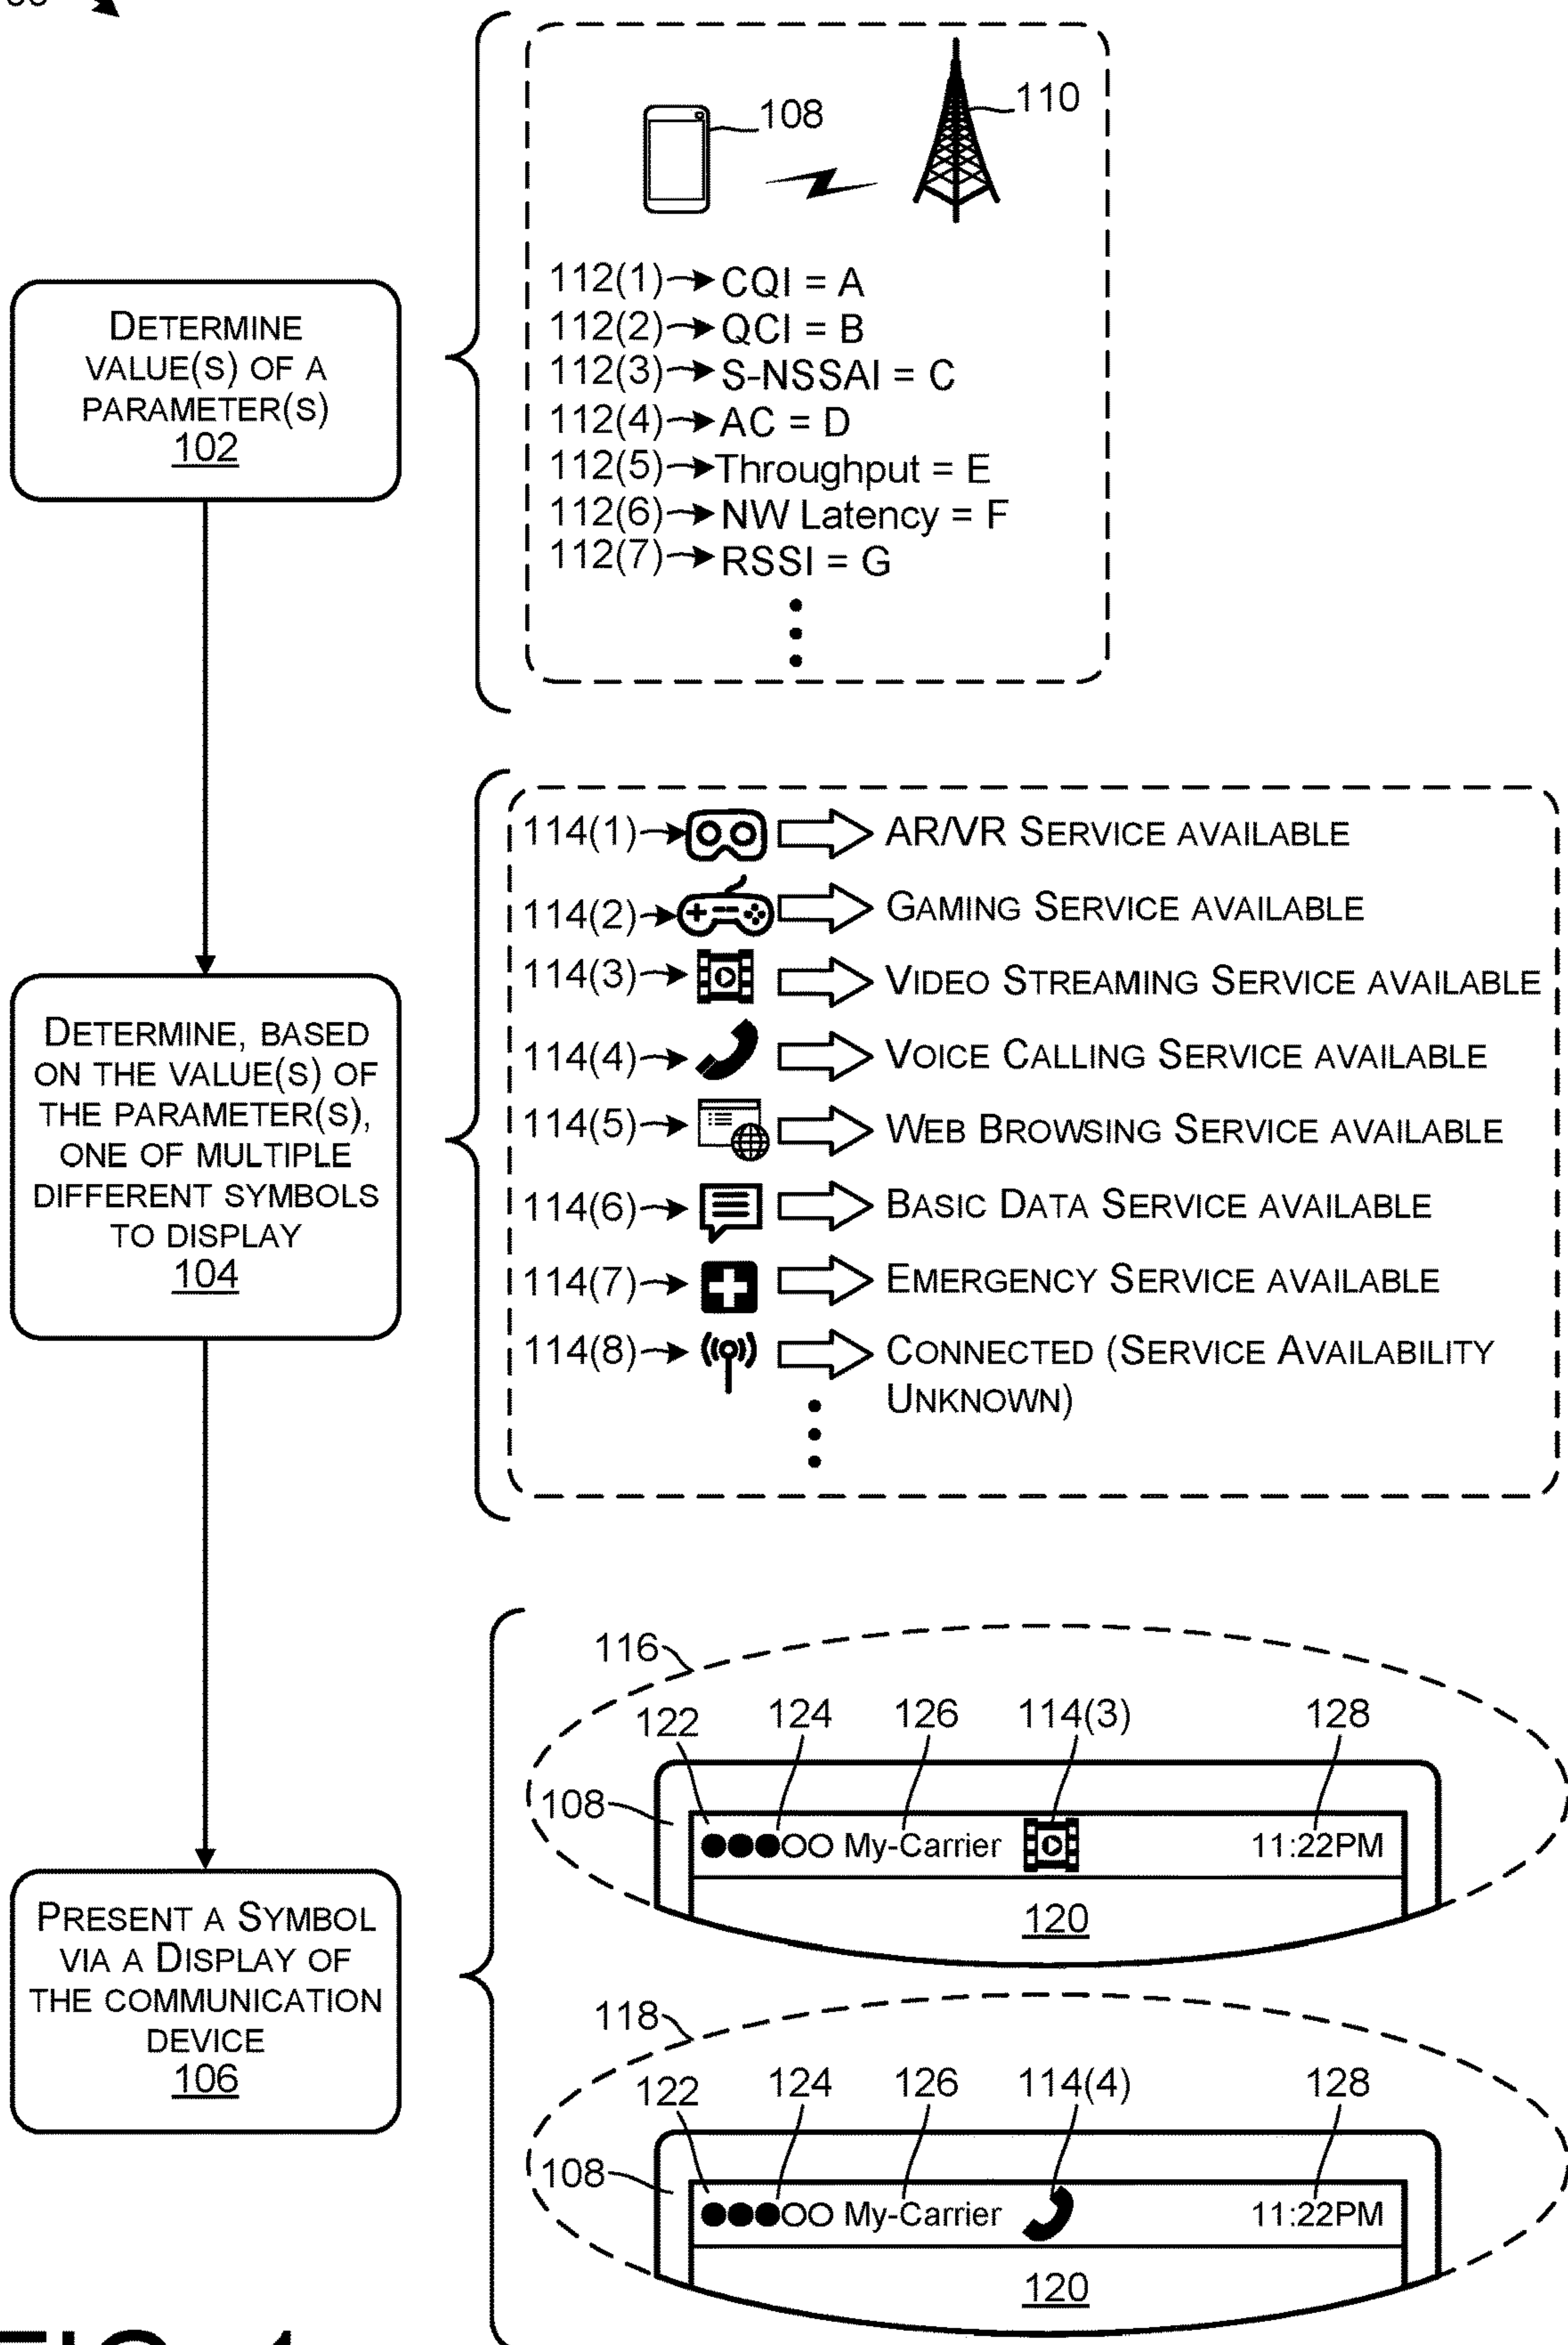 108
110
112(1) CQI = A
112(2) QCI = B
112(3) S-NSSAI = C
112(4) AC = D
112(5) Throughput = E
112(6) NW Latency = F
112(7) RSSI = G
DETERMINE
VALUE(S) OF A
PARAMETER(S)
102
114(1) AR/VR SERVICE AVAILABLE
114(2) GAMING SERVICE AVAILABLE
114(3) VIDEO STREAMING SERVICE AVAILABLE
114(4) VOICE CALLING SERVICE AVAILABLE
114(5) WEB BROWSING SERVICE AVAILABLE
114(6) BASIC DATA SERVICE AVAILABLE
114(7) EMERGENCY SERVICE AVAILABLE
114(8) CONNECTED (SERVICE AVAILABILITY
UNKNOWN)
DETERMINE, BASED
ON THE VALUE(S) OF
THE PARAMETER(S),
ONE OF MULTIPLE
DIFFERENT SYMBOLS
TO DISPLAY
104
116
122 124 126 114(3) 128
108
My-Carrier 11:22PM
120
PRESENT A SYMBOL
VIA A DISPLAY OF
THE COMMUNICATION
DEVICE
106
118
122 124 126 114(4) 128
108
My-Carrier 11:22PM
120